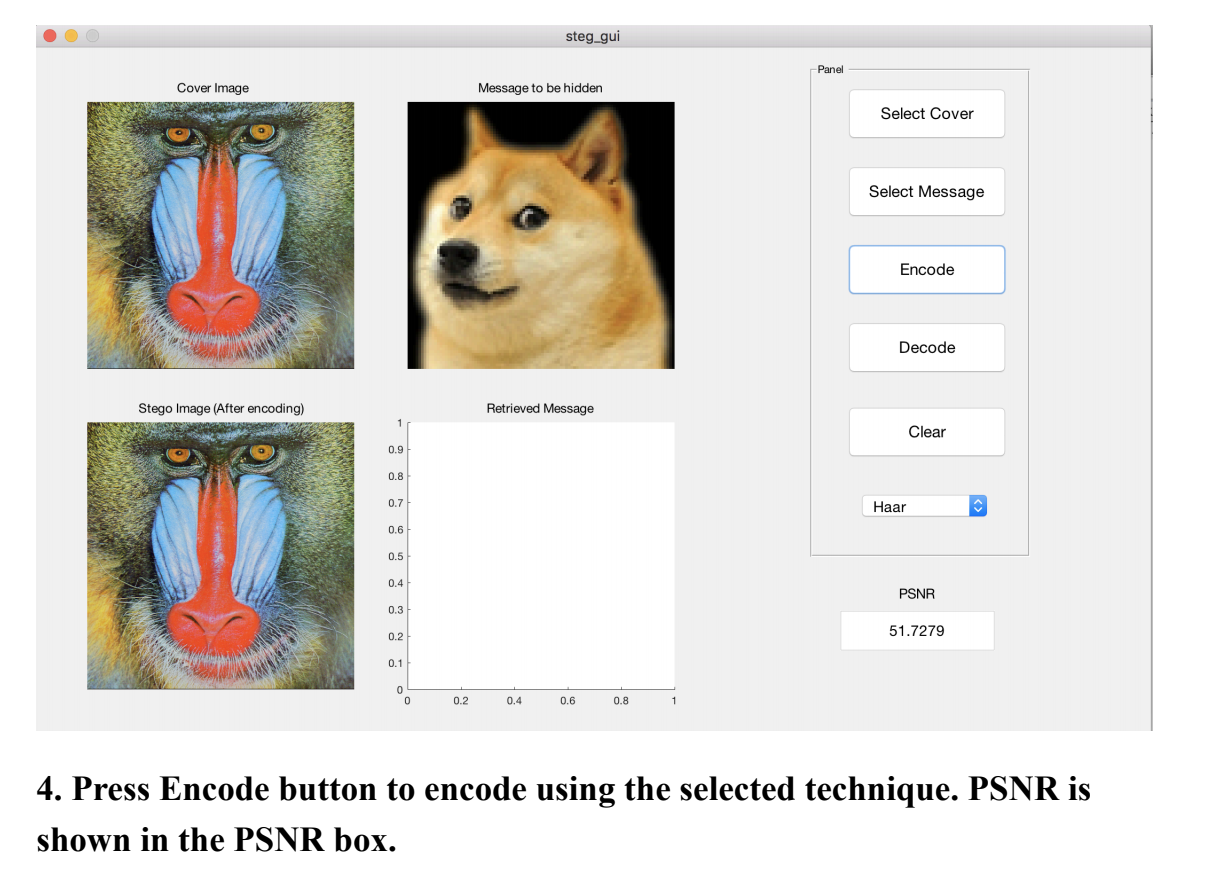 steg_gui
Cover Image
Message to be hidden
Panel
Select Cover
Select Message
Encode
Decode
Clear
Haar
PSNR
51.7279
Stego Image (After encoding)
Retrieved Message
1
0.9
0.8
0.7
0.6
0.5
0.4
0.3
0.2
0.1
0
0 0.2 0.4 0.6 0.8 1
4. Press Encode button to encode using the selected technique. PSNR is
shown in the PSNR box.